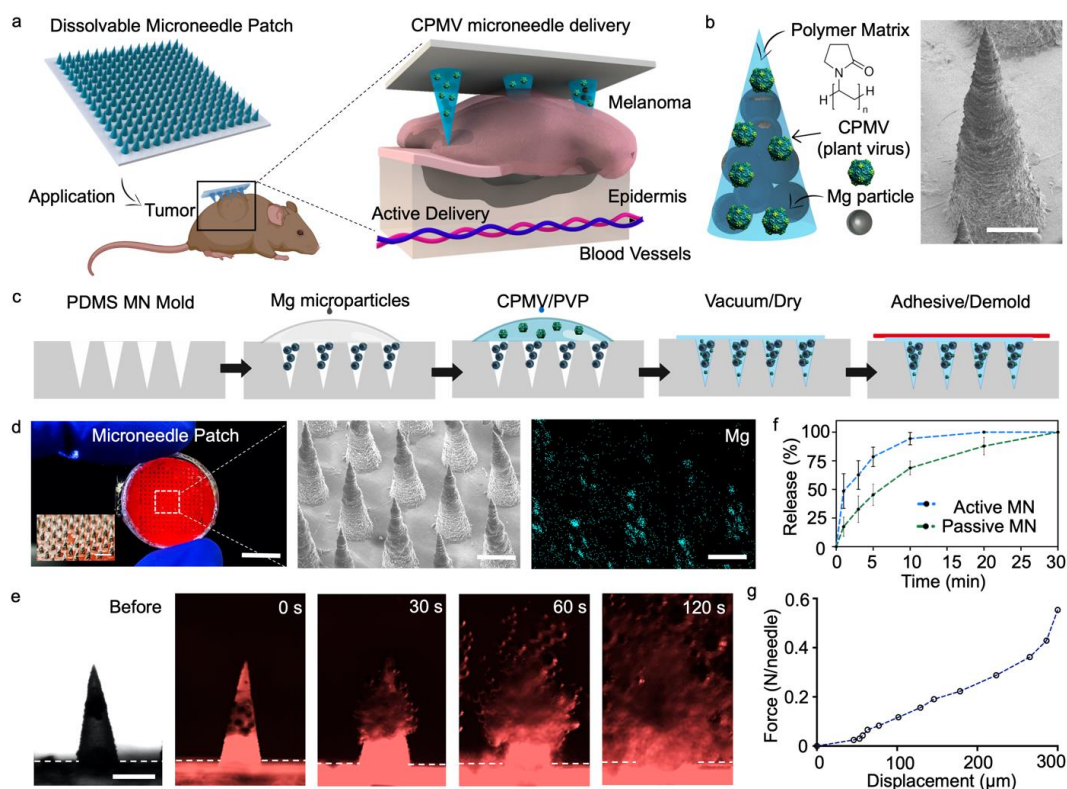 a
Dissolvable Microneedle Patch
CPMV microneedle delivery
Melanoma
Application
Tumor
Epidermis
Active Delivery
Blood Vessels
b
Polymer Matrix
N
O
H
H
n
CPMV
(plant virus)
Mg particle
c
PDMS MN Mold
Mg microparticles
CPMV/PVP
Vacuum/Dry
Adhesive/Demold
d
Microneedle Patch
Mg
f
Release (%)
100
75
50
25
0
Active MN
Passive MN
0
5
10
15
20
25
30
Time (min)
e
Before
0 s
30 s
60 s
120 s
g
Force (N/needle)
0.6
0.4
0.2
0
0
100
200
300
Displacement (µm)